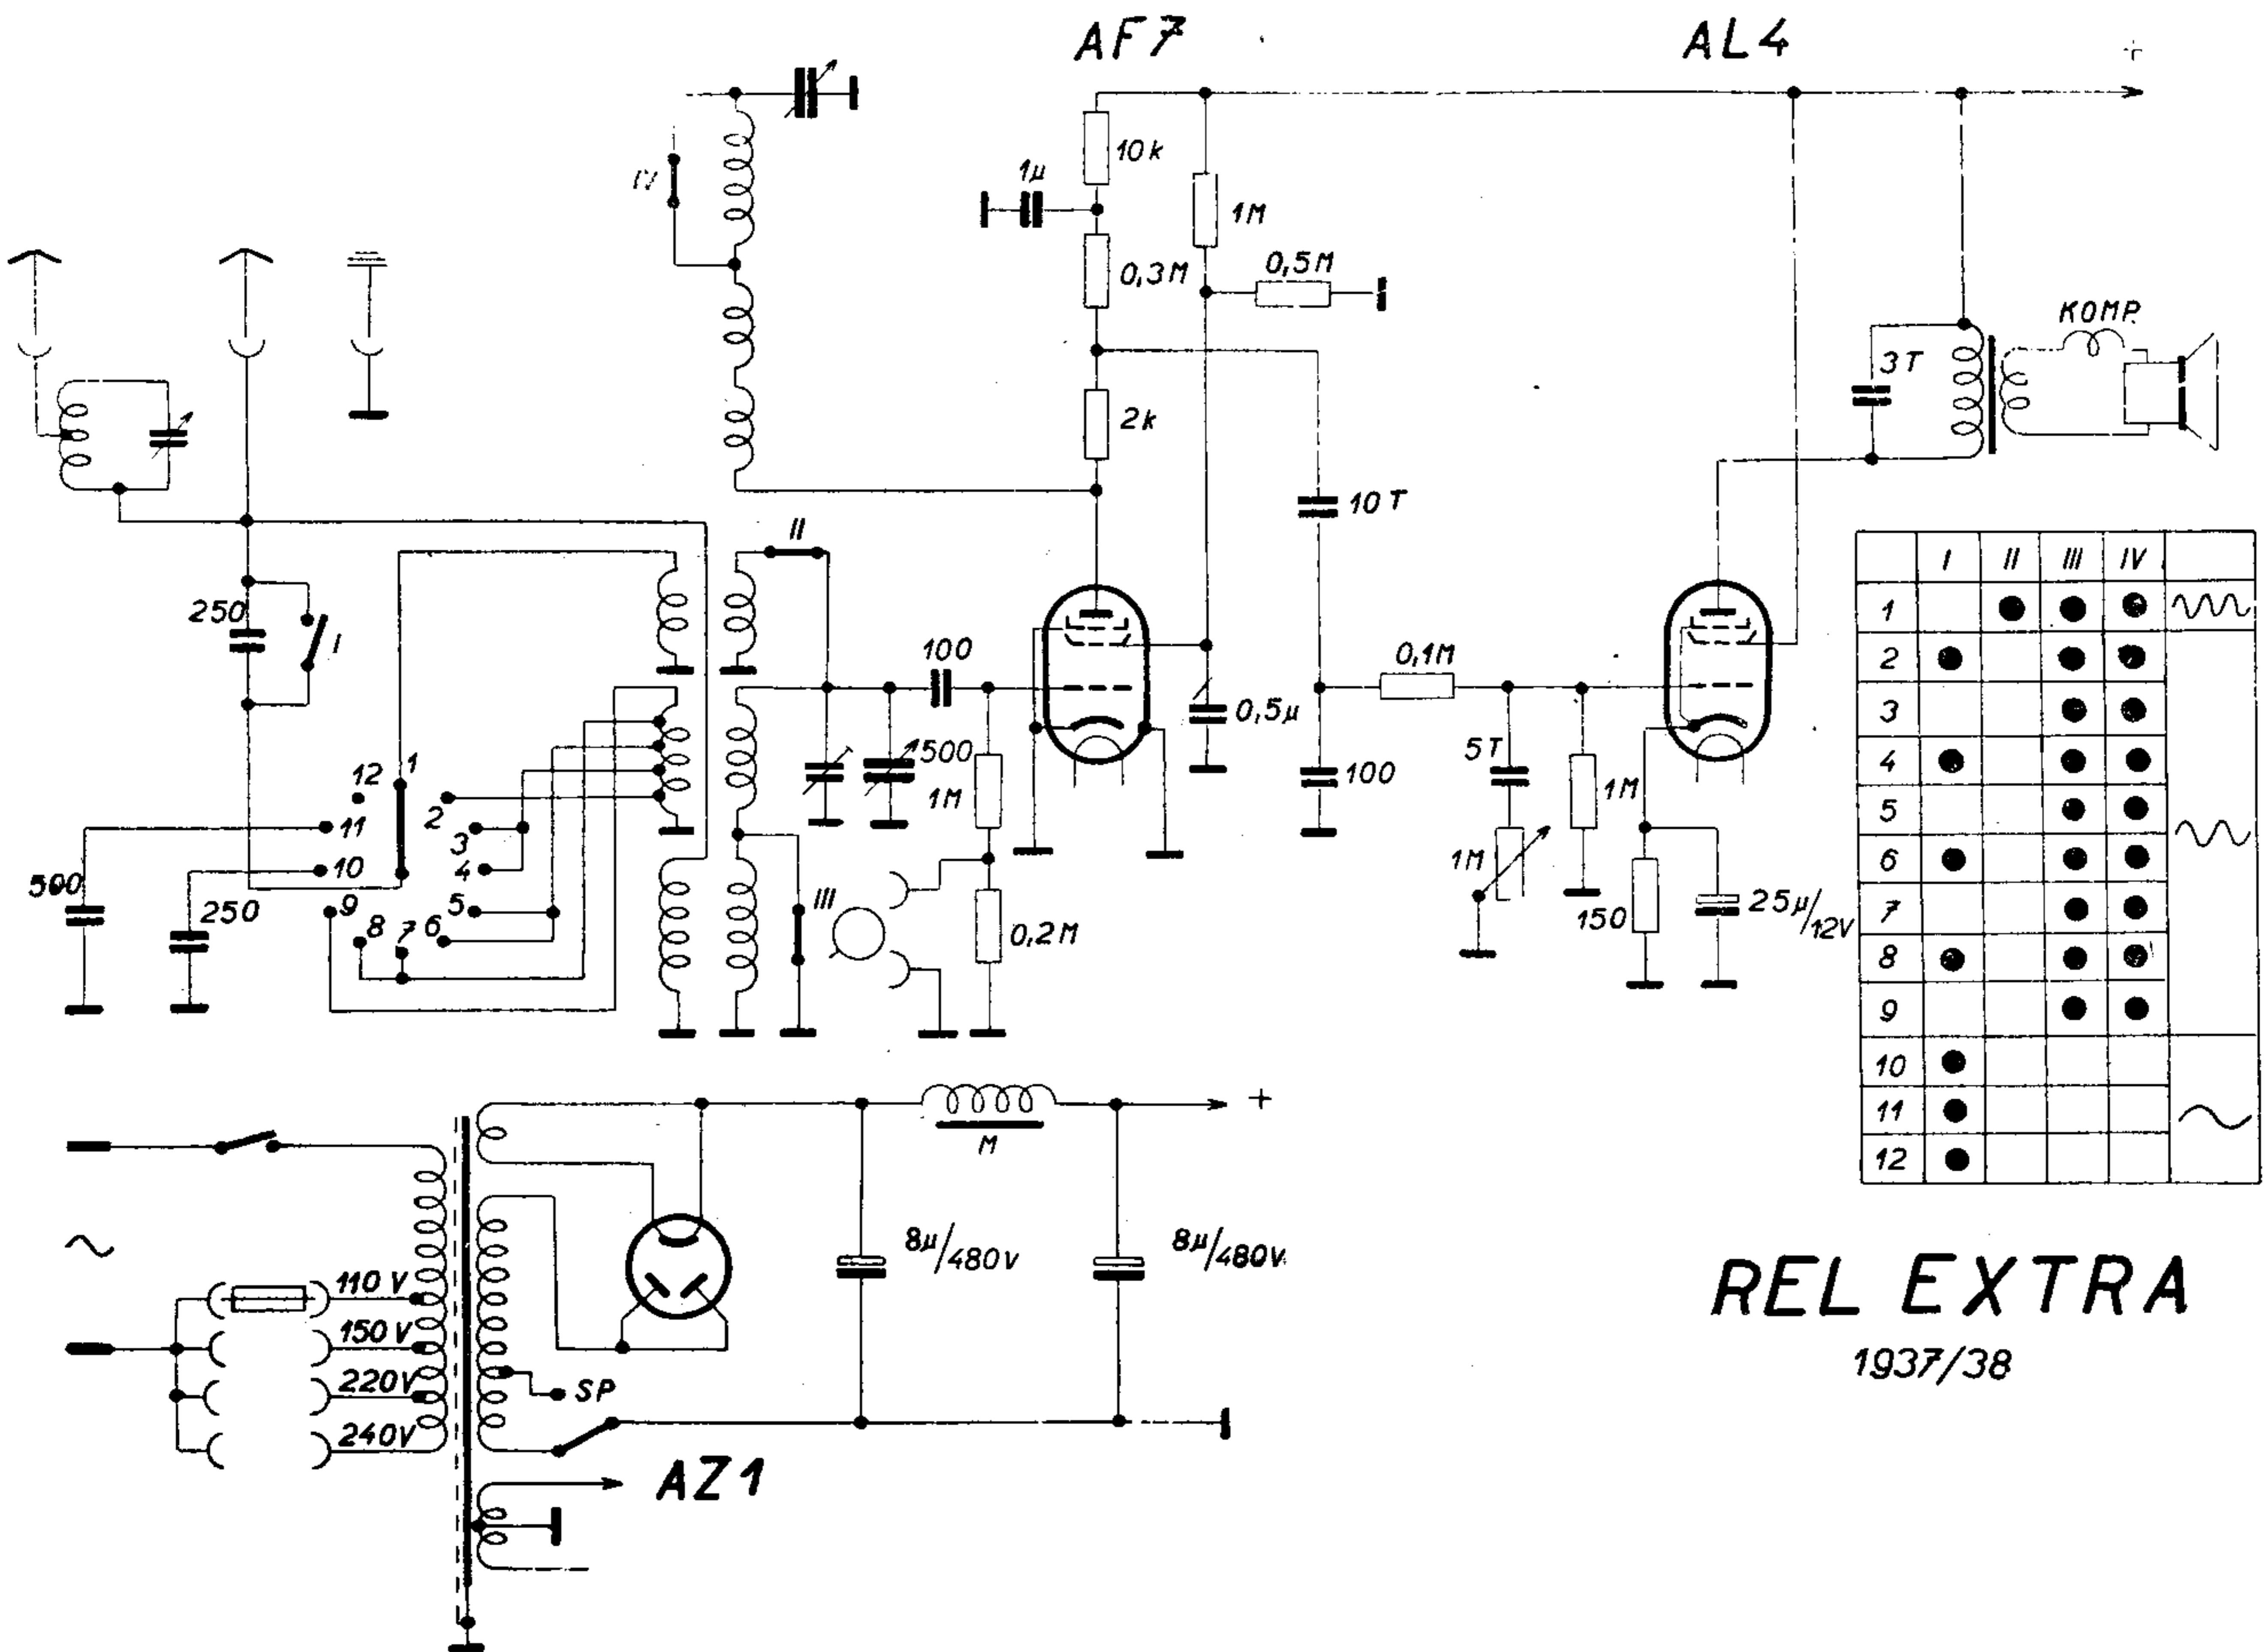 AF7
AL4
+
IV
10k
1µ
1M
0,3M
0,5M
KOMP.
3T
2k
10T
II
250
I
100
0,1M
0,5µ
500
1M
100
5T
1M
1M
12 1
11 2
3
10 4
9 5
8 7 6
500
250
III
0,2M
150
25µ/12V
I II III IV
1
2
3
4
5
6
7
8
9
10
11
12
+
M
110V
150V
220V
240V
8µ/480V
8µ/480V
SP
AZ1
REL EXTRA
1937/38